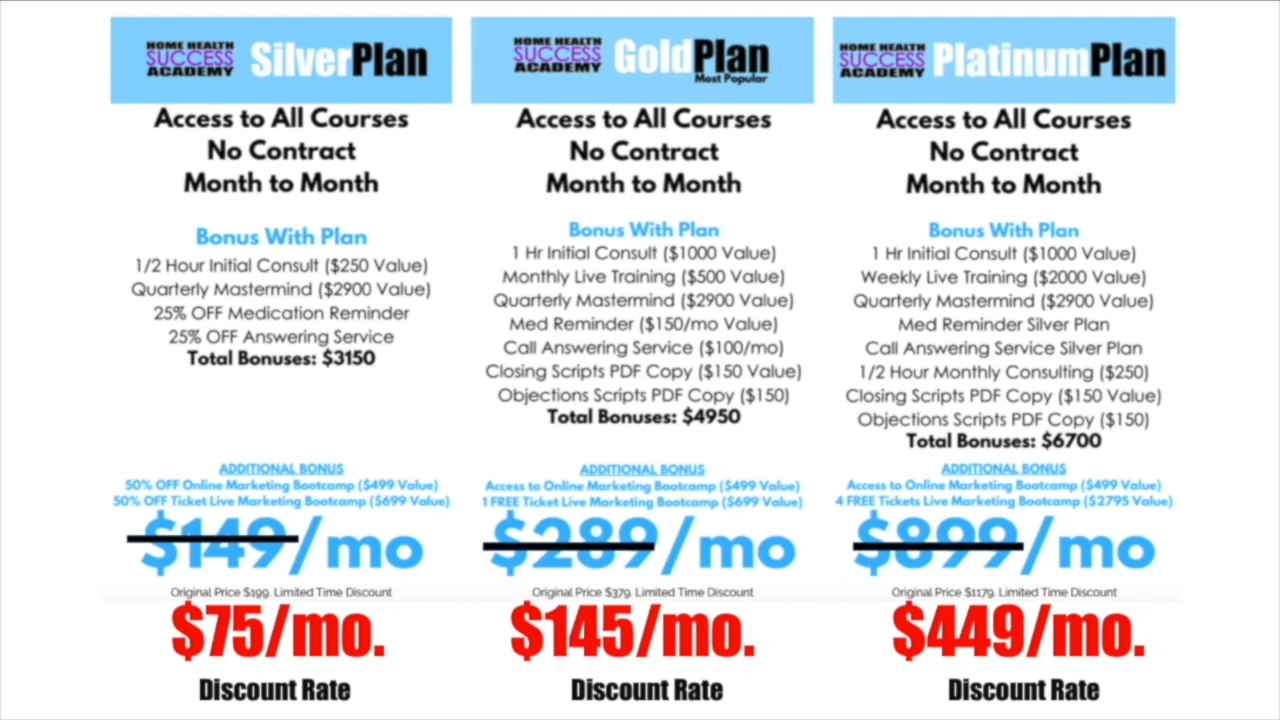 HOME HEALTH
SUCCESS
ACADEMY
SilverPlan
Access to All Courses
No Contract
Month to Month
Bonus With Plan
1/2 Hour Initial Consult ($250 Value)
Quarterly Mastermind ($2900 Value)
25% OFF Medication Reminder
25% OFF Answering Service
Total Bonuses: $3150
ADDITIONAL BONUS
50% OFF Online Marketing Bootcamp ($499 Value)
50% OFF Ticket Live Marketing Bootcamp ($699 Value)
$149/mo
Original Price $199. Limited Time Discount
$75/mo.
Discount Rate
HOME HEALTH
SUCCESS
ACADEMY
GoldPlan
Most Popular
Access to All Courses
No Contract
Month to Month
Bonus With Plan
1 Hr Initial Consult ($1000 Value)
Monthly Live Training ($500 Value)
Quarterly Mastermind ($2900 Value)
Med Reminder ($150/mo Value)
Call Answering Service ($100/mo)
Closing Scripts PDF Copy ($150 Value)
Objections Scripts PDF Copy ($150)
Total Bonuses: $4950
ADDITIONAL BONUS
Access to Online Marketing Bootcamp ($499 Value)
1 FREE Ticket Live Marketing Bootcamp ($699 Value)
$289/mo
Original Price $379. Limited Time Discount
$145/mo.
Discount Rate
HOME HEALTH
SUCCESS
ACADEMY
PlatinumPlan
Access to All Courses
No Contract
Month to Month
Bonus With Plan
1 Hr Initial Consult ($1000 Value)
Weekly Live Training ($2000 Value)
Quarterly Mastermind ($2900 Value)
Med Reminder Silver Plan
Call Answering Service Silver Plan
1/2 Hour Monthly Consulting ($250)
Closing Scripts PDF Copy ($150 Value)
Objections Scripts PDF Copy ($150)
Total Bonuses: $6700
ADDITIONAL BONUS
Access to Online Marketing Bootcamp ($499 Value)
4 FREE Tickets Live Marketing Bootcamp ($2795 Value)
$899/mo
Original Price $1179. Limited Time Discount
$449/mo.
Discount Rate